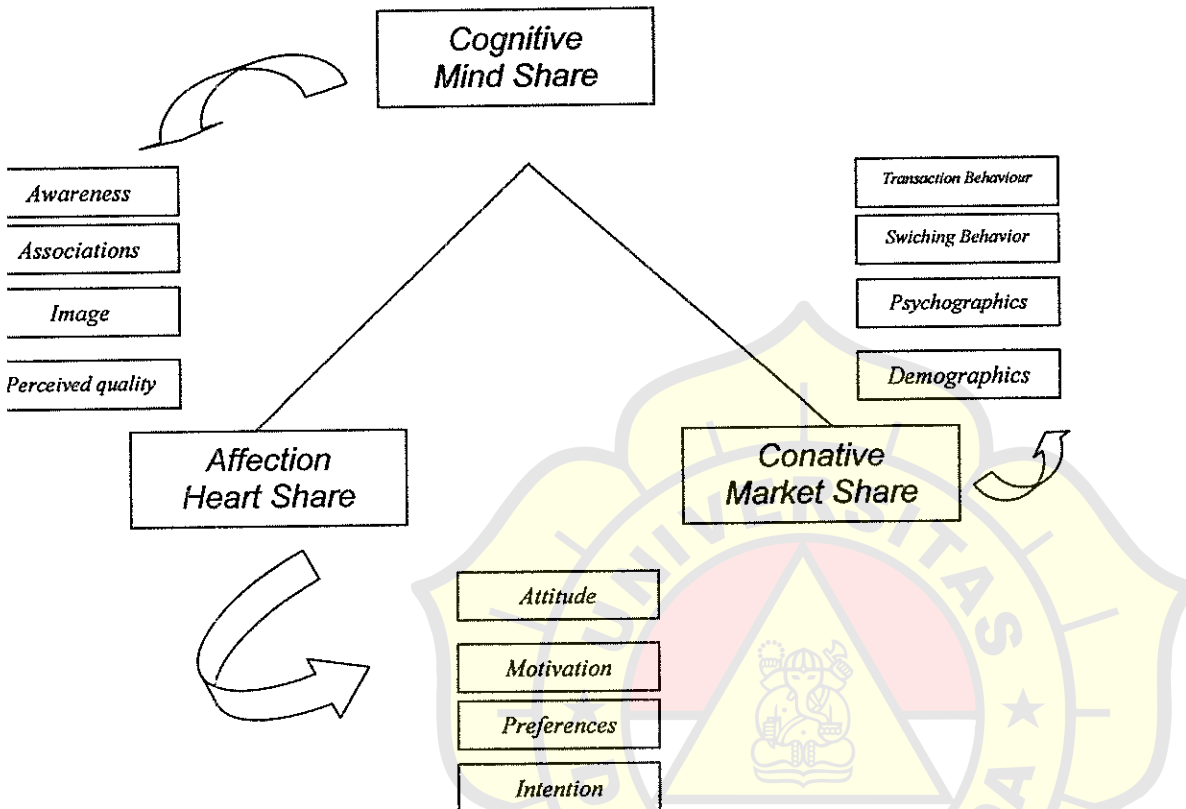 Cognitive
Mind Share
Awareness
Associations
Image
Perceived quality
Transaction Behaviour
Swiching Behavior
Psychographics
Demographics
Affection
Heart Share
Conative
Market Share
Attitude
Motivation
Preferences
Intention
UNIVERSITAS